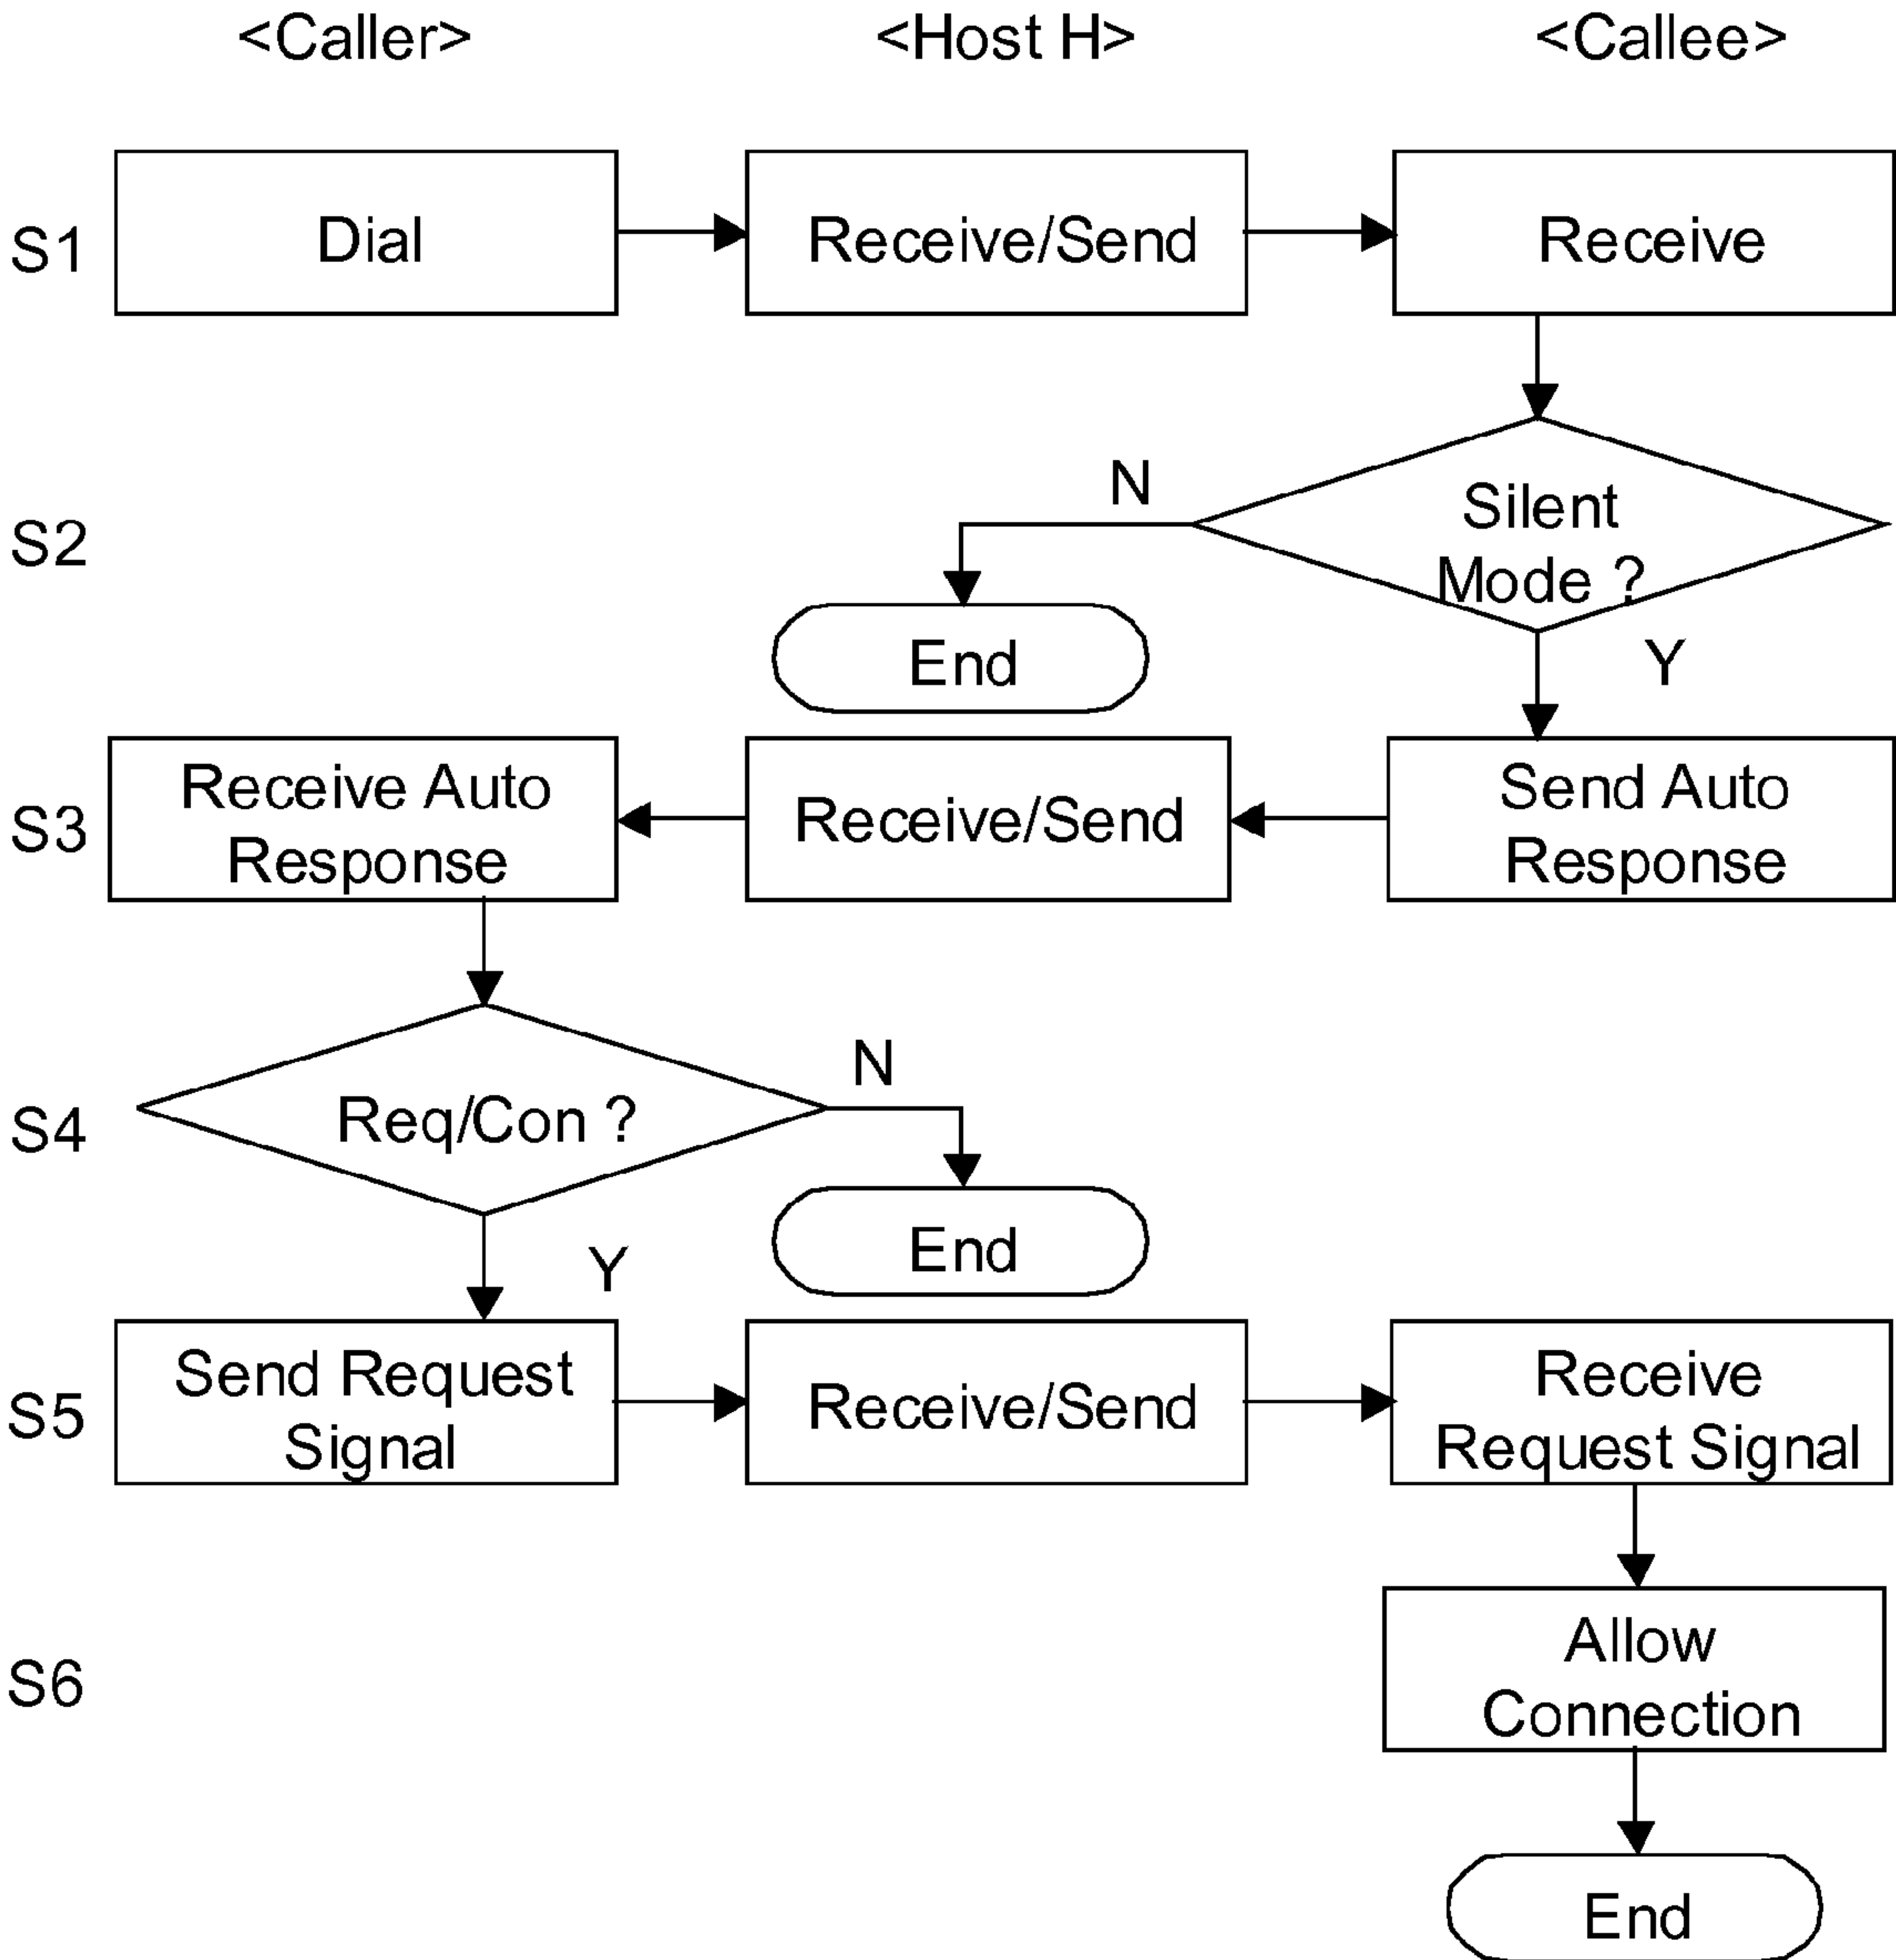 <Caller> <Host H> <Callee>
S1 Dial Receive/Send Receive
N
S2
Silent
Mode ?
End
Y
S3
Receive Auto
Response
Receive/Send
Send Auto
Response
S4
Req/Con ?
N
End
Y
S5
Send Request
Signal
Receive/Send
Receive
Request Signal
S6
Allow
Connection
End